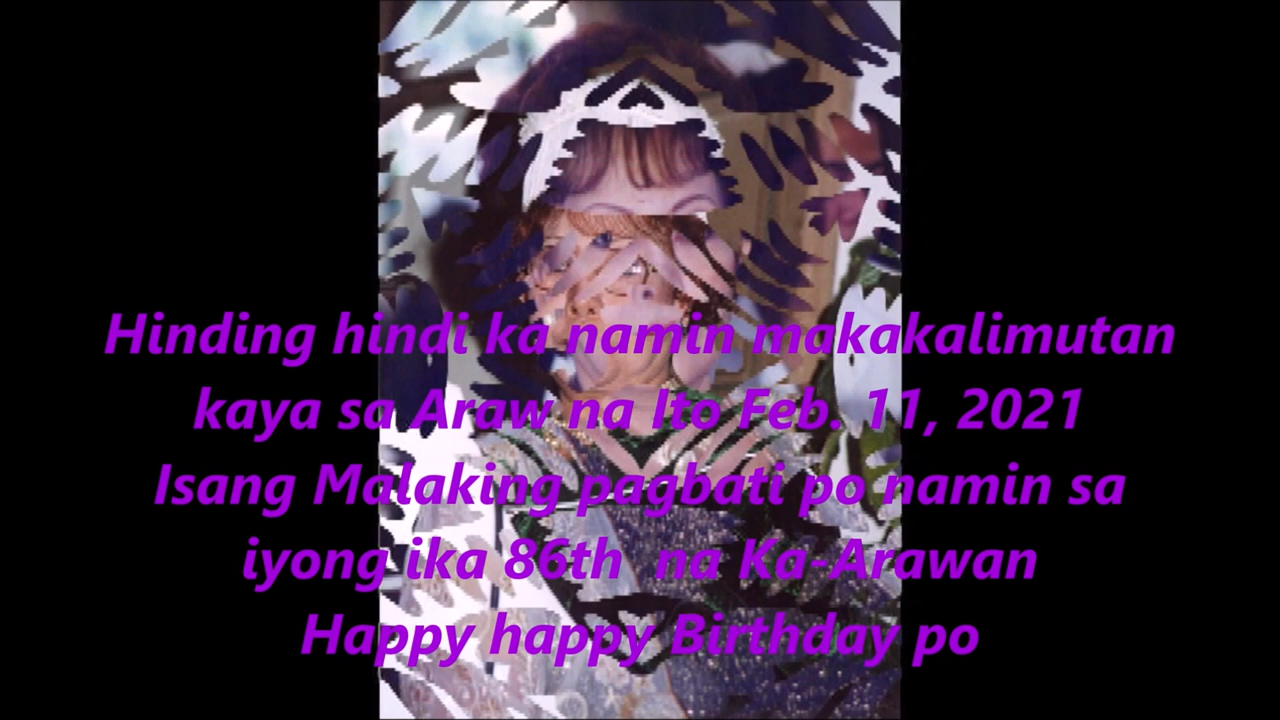 Hinding hindi ka namin makakalimutan
kaya sa Araw na Ito Feb. 11, 2021
Isang Malaking pagbati po namin sa
iyong ika 86th na Ka-Arawan
Happy happy Birthday po